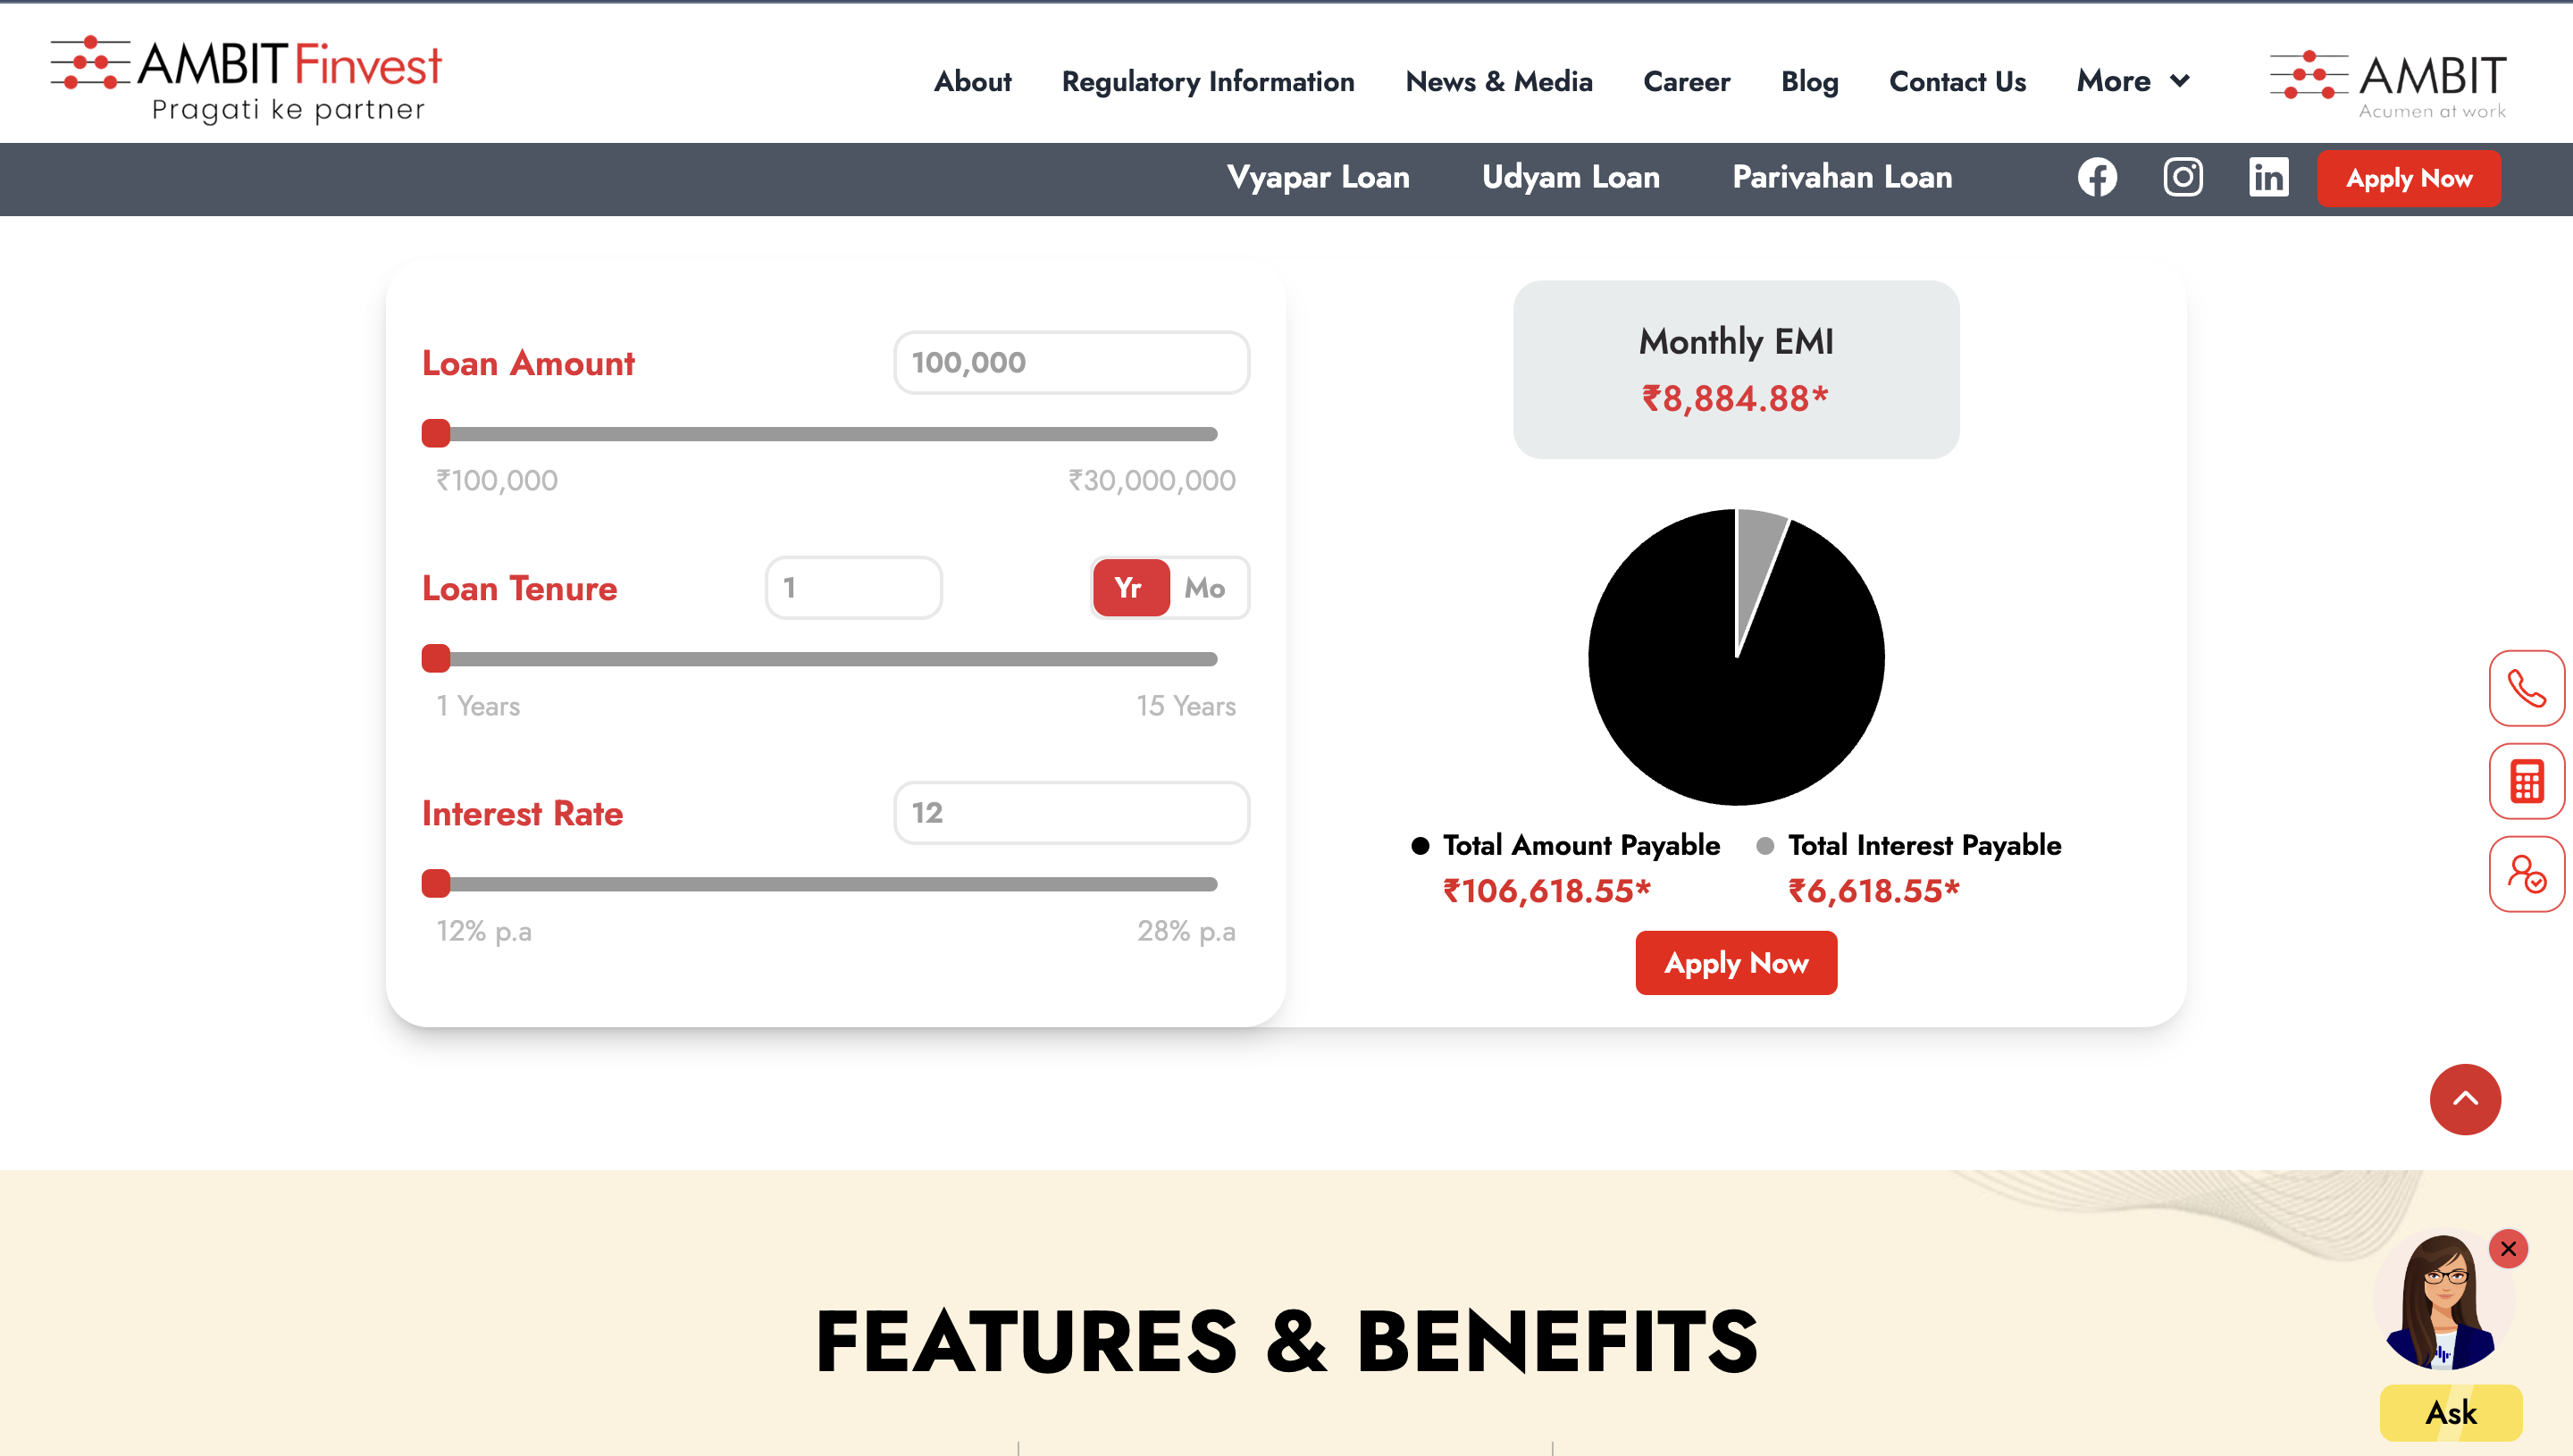 AMBIT Finvest
Pragati ke partner
About Regulatory Information News & Media Career Blog Contact Us More
AMBIT
Acumen at work
Vyapar Loan Udyam Loan Parivahan Loan Apply Now
Loan Amount 100,000
₹100,000 ₹30,000,000
Loan Tenure 1 Yr Mo
1 Years 15 Years
Interest Rate 12
12% p.a 28% p.a
Monthly EMI
₹8,884.88*
Total Amount Payable Total Interest Payable
₹106,618.55* ₹6,618.55*
Apply Now
FEATURES & BENEFITS
Ask